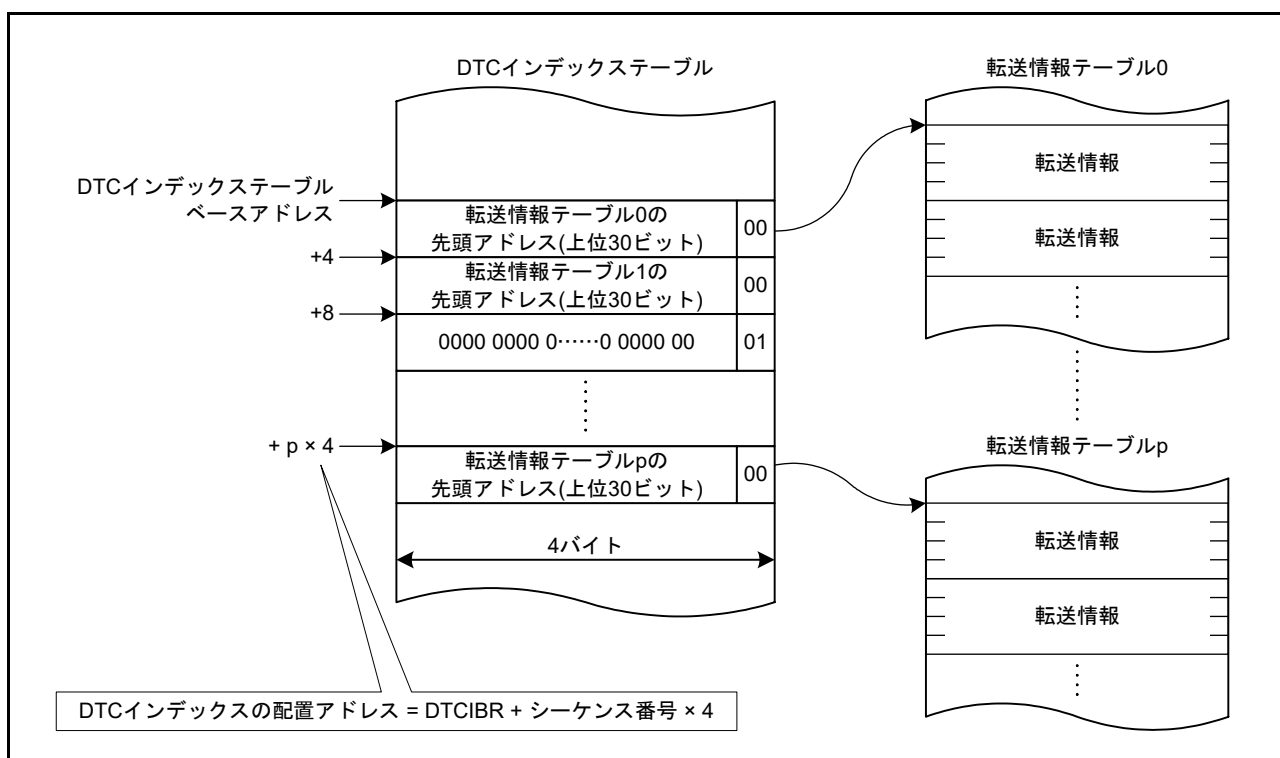 DTCインデックステーブル
転送情報テーブル0
DTCインデックステーブル
ベースアドレス
転送情報テーブル0の
先頭アドレス(上位30ビット)
00
+4
転送情報テーブル1の
先頭アドレス(上位30ビット)
00
+8
0000 0000 0……0 0000 00
01
+ p × 4
転送情報テーブルpの
先頭アドレス(上位30ビット)
00
4バイト
転送情報
転送情報
転送情報テーブルp
転送情報
転送情報
DTCインデックスの配置アドレス = DTCIBR + シーケンス番号 × 4